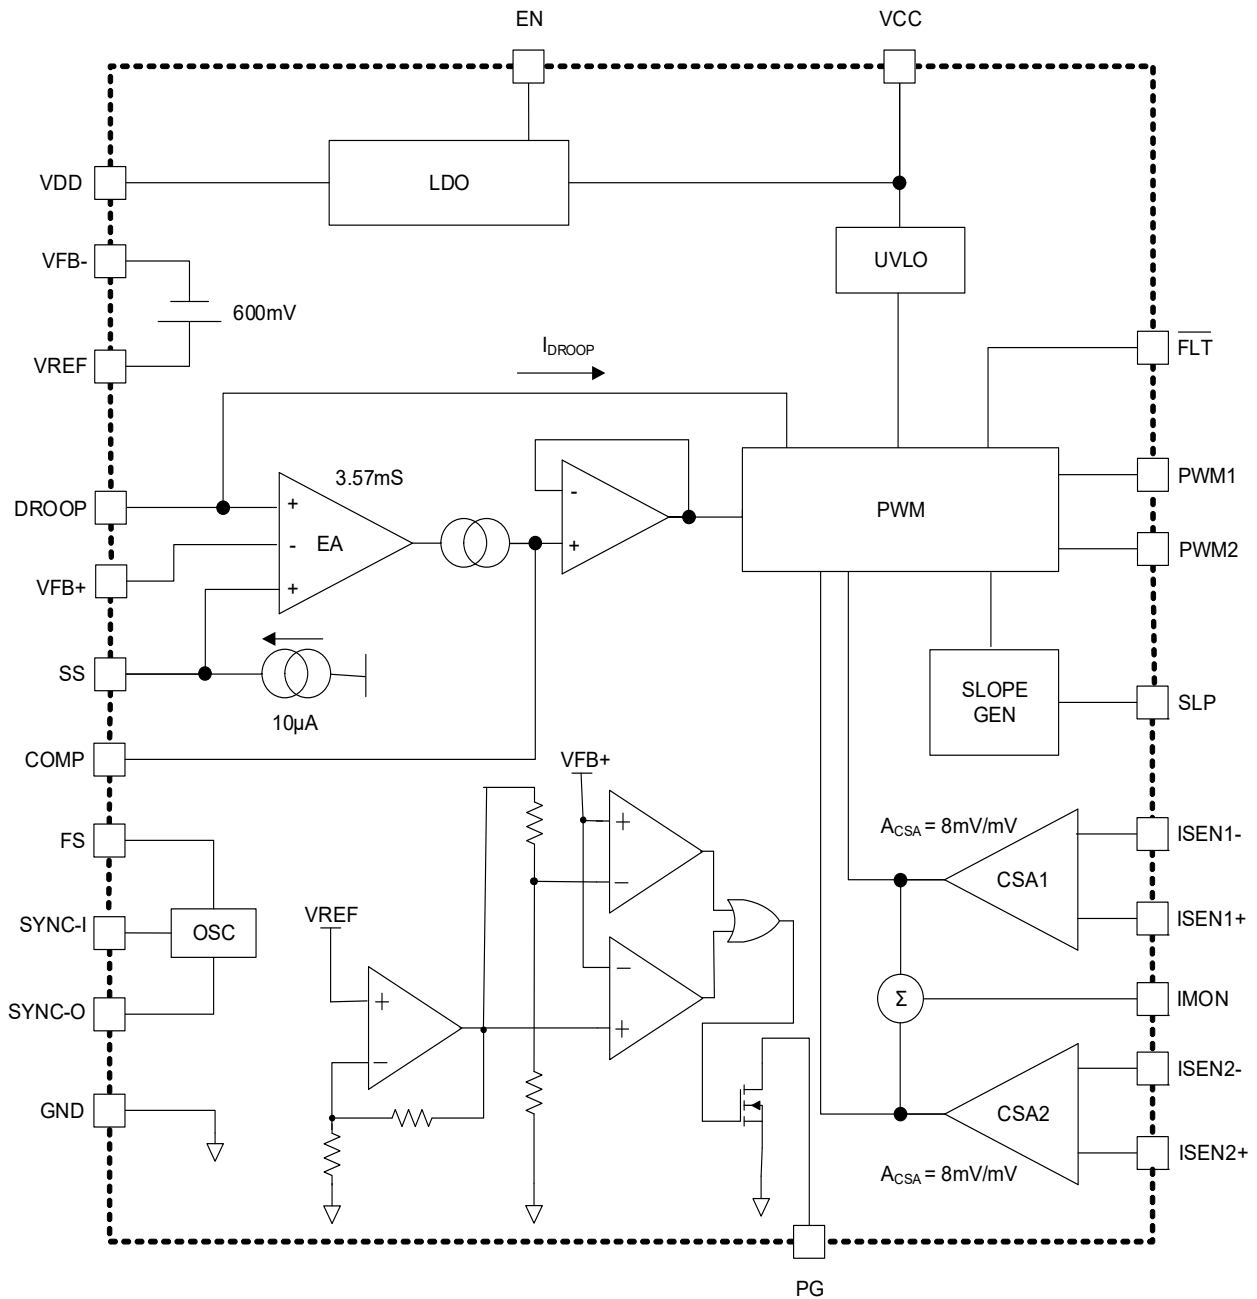 EN
VCC
VDD
LDO
VFB-
UVLO
600mV
VREF
IDROOP
FLT
3.57mS
PWM1
DROOP
+
-
PWM
EA
-
+
PWM2
VFB+
+
SS
SLOPE
GEN
SLP
10µA
COMP
VFB+
FS
ACSA = 8mV/mV
ISEN1-
+
CSA1
−
VREF
SYNC-I
OSC
ISEN1+
−
+
Σ
IMON
SYNC-O
+
−
ISEN2-
GND
CSA2
ISEN2+
ACSA = 8mV/mV
PG